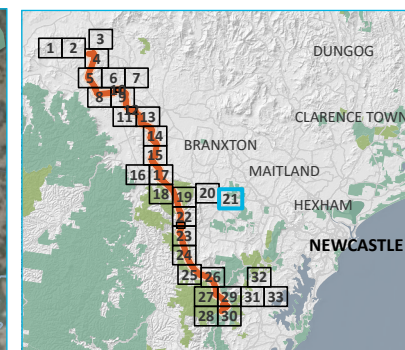 3
1 2
DUNGOG
4
5 6 7
8 9
CLARENCE TOWN
11 13
14
BRANXTON
15
MAITLAND
16 17
18 19 20 21
HEXHAM
22
NEWCASTLE
23
24
25 26 32
27 29 31 33
28 30